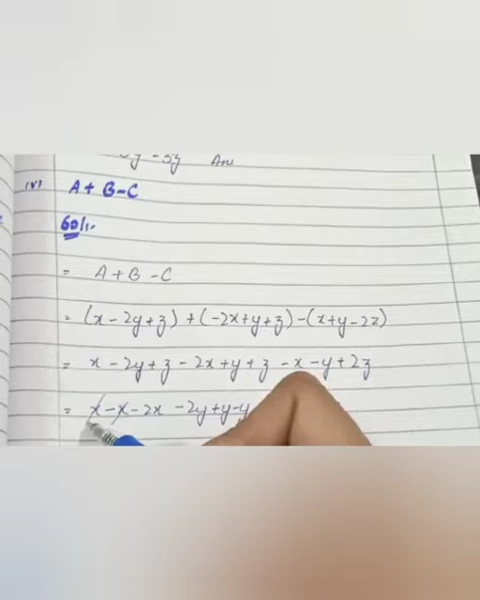 Ans
(v) A + B - C
Sol:.
= A + B - C
= (x - 2y + z) + (-2x + y + z) - (x + y - 2z)
= x - 2y + z - 2x + y + z - x - y + 2z
= x - x - 2x - 2y + y - y